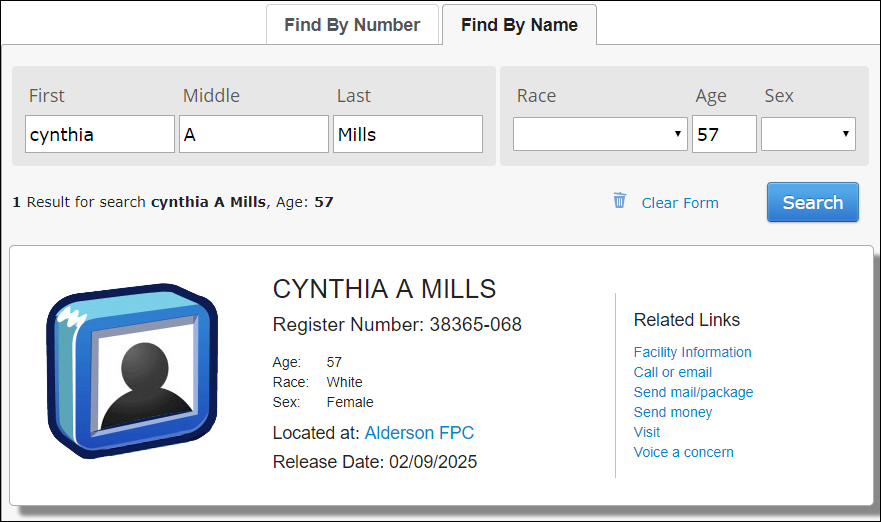 Find By Number
Find By Name
First Middle Last
cynthia A Mills
Race Age Sex
57
1 Result for search cynthia A Mills, Age: 57
Clear Form
Search
CYNTHIA A MILLS
Register Number: 38365-068
Age: 57
Race: White
Sex: Female
Located at: Alderson FPC
Release Date: 02/09/2025
Related Links
Facility Information
Call or email
Send mail/package
Send money
Visit
Voice a concern